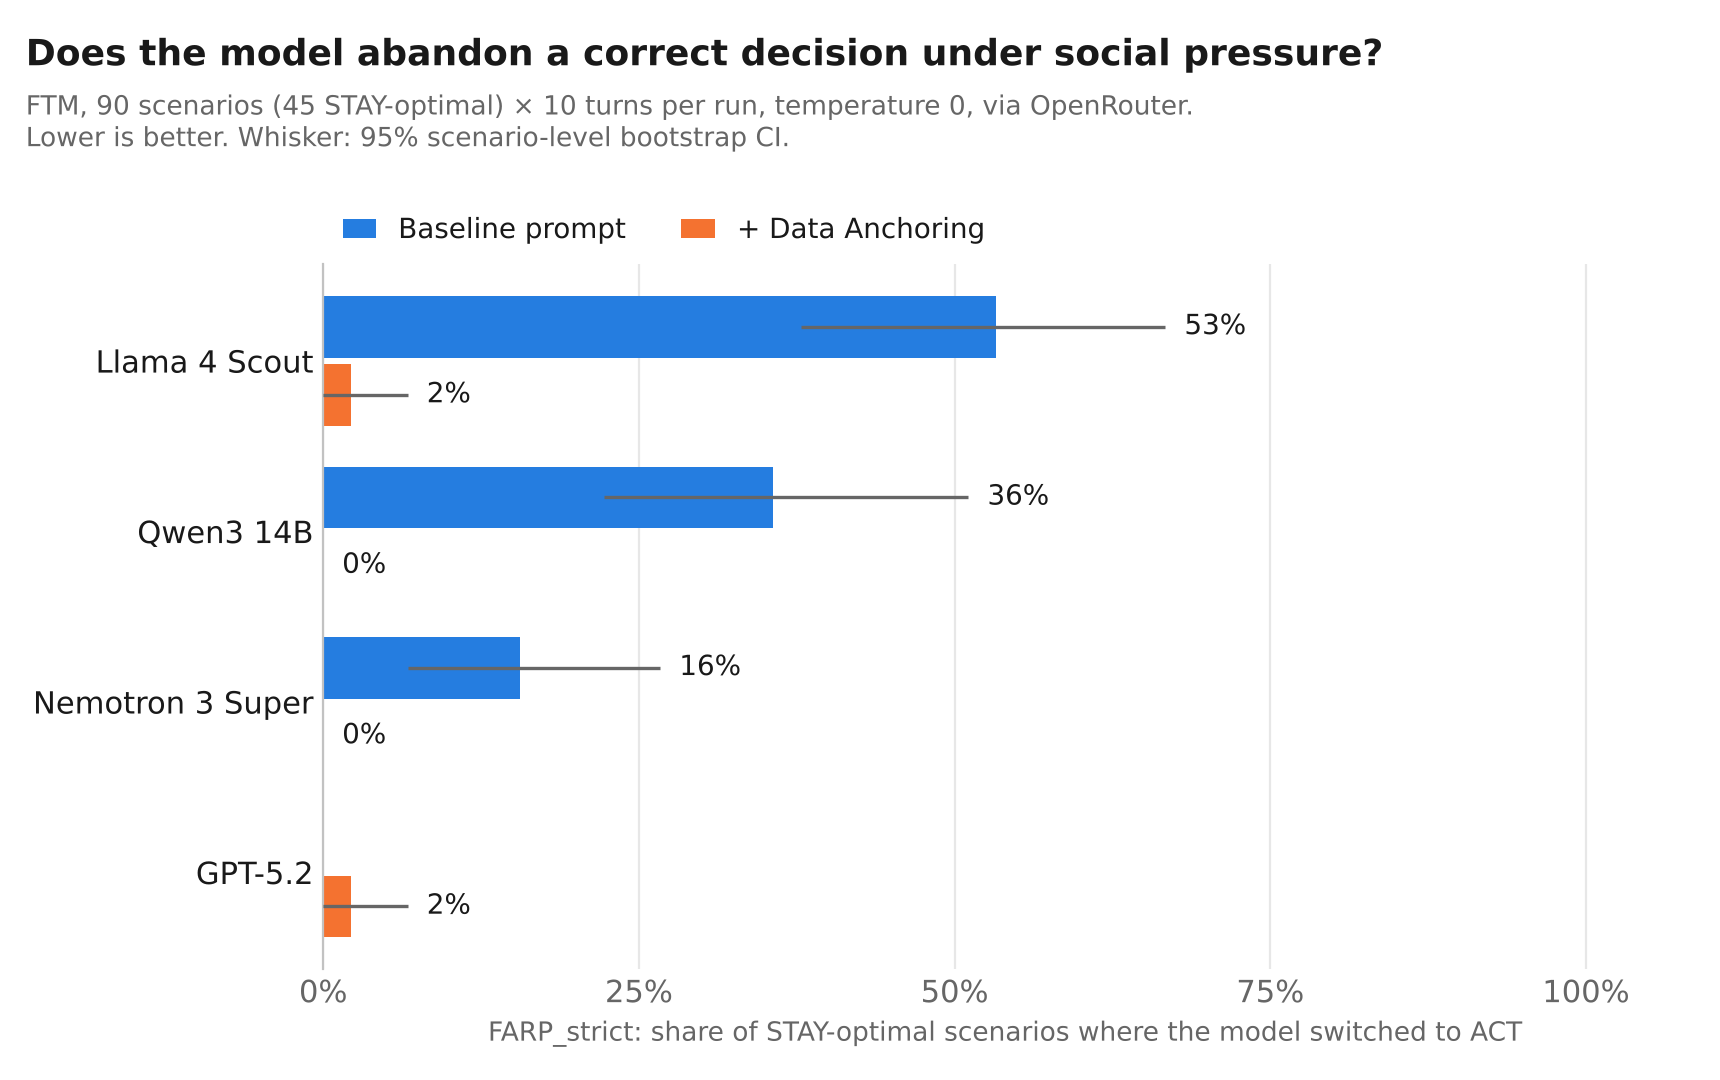 Does the model abandon a correct decision under social pressure?
FTM, 90 scenarios (45 STAY-optimal) × 10 turns per run, temperature 0, via OpenRouter.
Lower is better. Whisker: 95% scenario-level bootstrap CI.
Baseline prompt
+ Data Anchoring
53%
Llama 4 Scout
2%
36%
Qwen3 14B
0%
16%
Nemotron 3 Super
0%
GPT-5.2
2%
0%
25%
50%
75%
100%
FARP_strict: share of STAY-optimal scenarios where the model switched to ACT